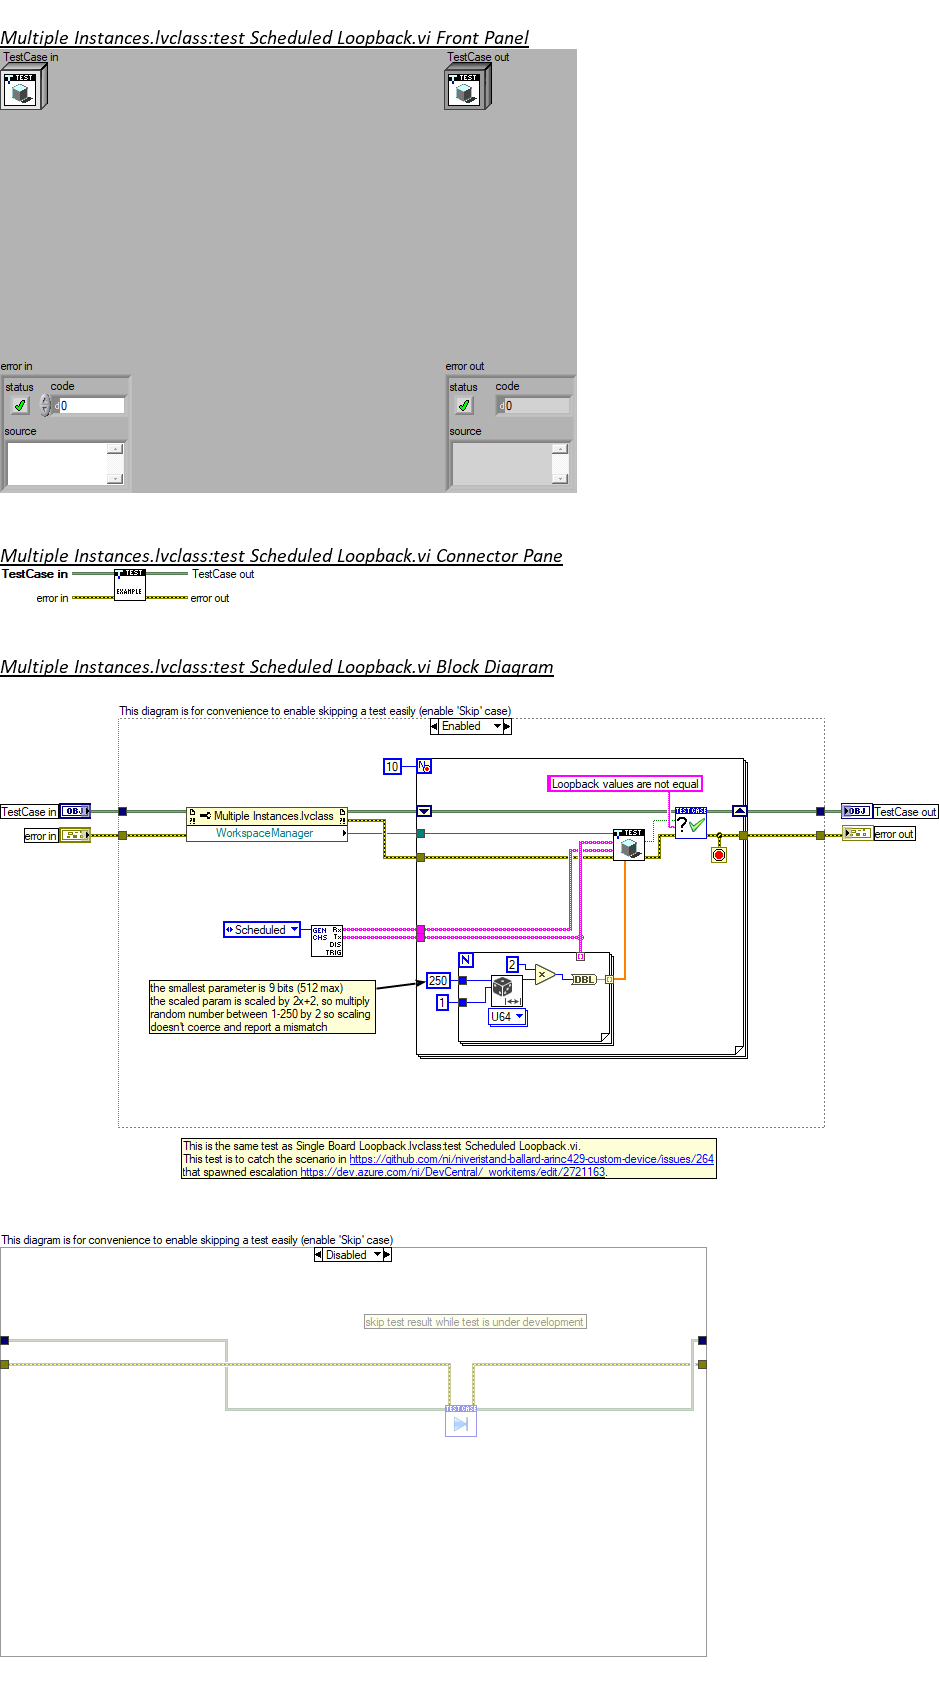 Multiple Instances.lvclass:test Scheduled Loopback.vi Front Panel
TestCase in
TestCase out
TEST
TEST
error in
error out
status
code
status
code
d
0
d
0
source
source
Multiple Instances.lvclass:test Scheduled Loopback.vi Connector Pane
TestCase in
TEST
TestCase out
error in
EXAMPLE
error out
Multiple Instances.lvclass:test Scheduled Loopback.vi Block Diagram
This diagram is for convenience to enable skipping a test easily (enable 'Skip' case)
Enabled
10
N
Loopback values are not equal
TestCase in
OBJ
Multiple Instances.lvclass
TEST CASE
OBJ
TestCase out
error in
WorkspaceManager
TEST
?
error out
Scheduled
GEN Rx
CHS Tx
DIS
TRIG
N
2
x
DBL
250
1
U64
the smallest parameter is 9 bits (512 max)
the scaled param is scaled by 2x+2, so multiply
random number between 1-250 by 2 so scaling
doesn't coerce and report a mismatch
This is the same test as Single Board Loopback.lvclass:test Scheduled Loopback.vi.
This test is to catch the scenario in https://github.com/ni/niveristand-ballard-arinc429-custom-device/issues/264
that spawned escalation https://dev.azure.com/ni/DevCentral/_workitems/edit/2721163.
This diagram is for convenience to enable skipping a test easily (enable 'Skip' case)
Disabled
skip test result while test is under development
TEST CASE